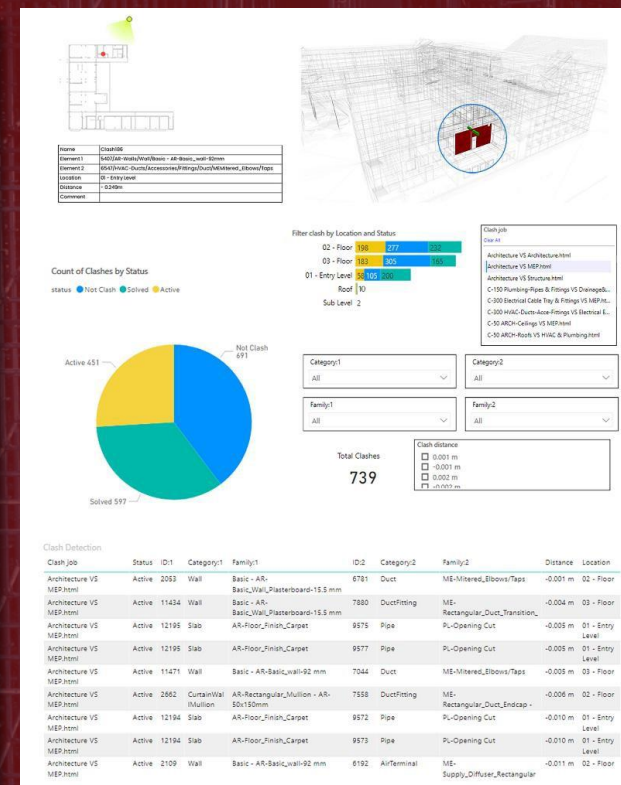 Name Clash186
Element 1 5407/AR-Walls/Wall/Basic - AR-Basic_wall-92mm
Element 2 6547/HVAC-Ducts/Accessories/Fittings/Duct/MEMitered_Elbows/Taps
Location 01 - Entry Level
Distance - 0.249m
Comment
Filter clash by Location and Status
02 - Floor 198 277 232
03 - Floor 183 305 165
01 - Entry Level 58 105 200
Roof 10
Sub Level 2
Clash job
Clear All
Architecture VS Architecture.html
Architecture VS MEP.html
Architecture VS Structure.html
C-150 Plumbing-Pipes & Fittings VS Drainage&...
C-300 Electrical Cable Tray & Fittings VS MEP.ht...
C-300 HVAC-Ducts-Acce-Fittings VS Electrical E...
C-50 ARCH-Ceilings VS MEP.html
C-50 ARCH-Roofs VS HVAC & Plumbing.html
Count of Clashes by Status
status Not Clash Solved Active
Active 451
Not Clash
691
Solved 597
Category:1
All
Category:2
All
Family:1
All
Family:2
All
Total Clashes
739
Clash distance
0.001 m
-0.001 m
0.002 m
-0.002 m
Clash Detection
Clash job Status ID:1 Category:1 Family:1 ID:2 Category:2 Family:2 Distance Location
Architecture VS Active 2053 Wall Basic - AR- 6781 Duct ME-Mitered_Elbows/Taps -0.001 m 02 - Floor
MEP.html Basic_Wall_Plasterboard-15.5 mm
Architecture VS Active 11434 Wall Basic - AR- 7880 DuctFitting ME- -0.004 m 03 - Floor
MEP.html Basic_Wall_Plasterboard-15.5 mm Rectangular_Duct_Transition_
Architecture VS Active 12195 Slab AR-Floor_Finish_Carpet 9575 Pipe PL-Opening Cut -0.005 m 01 - Entry
MEP.html Level
Architecture VS Active 12195 Slab AR-Floor_Finish_Carpet 9577 Pipe PL-Opening Cut -0.005 m 01 - Entry
MEP.html Level
Architecture VS Active 11471 Wall Basic - AR-Basic_wall-92 mm 7044 Duct ME-Mitered_Elbows/Taps -0.005 m 03 - Floor
MEP.html
Architecture VS Active 2662 CurtainWal AR-Rectangular_Mullion - AR- 7558 DuctFitting ME- -0.006 m 02 - Floor
MEP.html lMullion 50x150mm Rectangular_Duct_Endcap -
Architecture VS Active 12194 Slab AR-Floor_Finish_Carpet 9572 Pipe PL-Opening Cut -0.010 m 01 - Entry
MEP.html Level
Architecture VS Active 12194 Slab AR-Floor_Finish_Carpet 9573 Pipe PL-Opening Cut -0.010 m 01 - Entry
MEP.html Level
Architecture VS Active 2109 Wall Basic - AR-Basic_wall-92 mm 6192 AirTerminal ME- -0.011 m 02 - Floor
MEP.html Supply_Diffuser_Rectangular